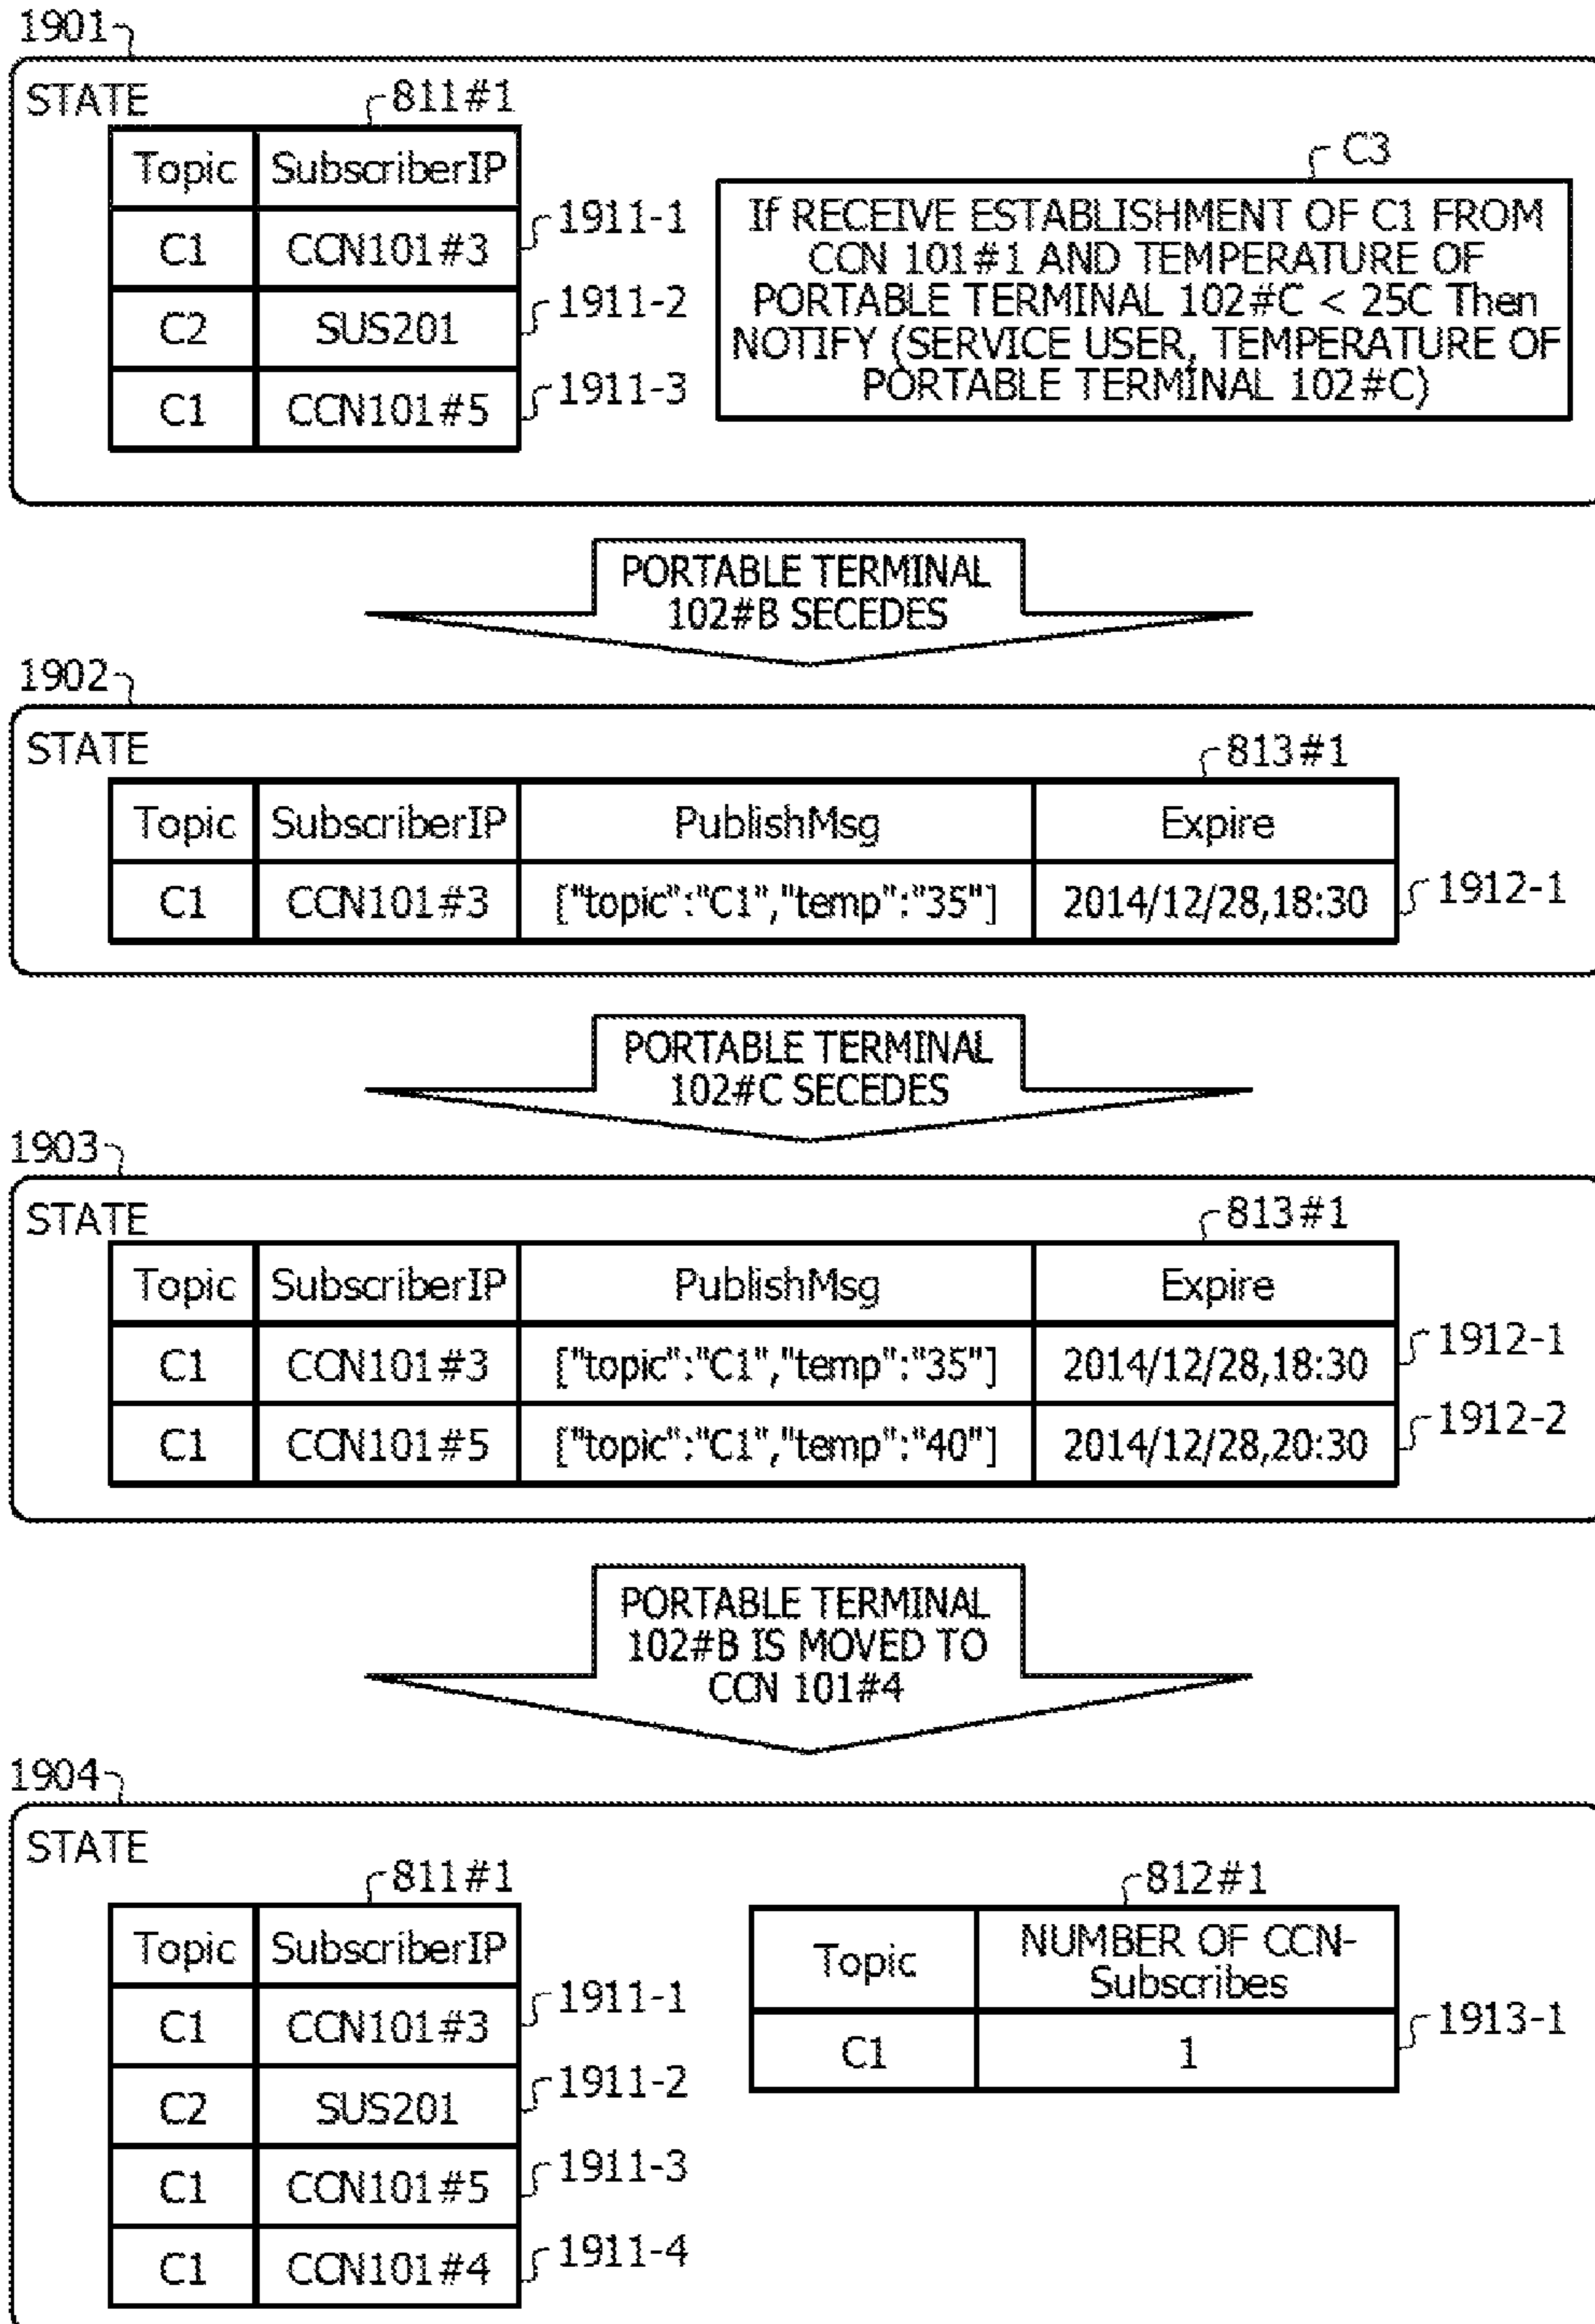 1901
STATE
811#1
Topic SubscriberIP
C1 CCN101#3 1911-1
C2 SUS201 1911-2
C1 CCN101#5 1911-3
C3
If RECEIVE ESTABLISHMENT OF C1 FROM
CCN 101#1 AND TEMPERATURE OF
PORTABLE TERMINAL 102#C < 25C Then
NOTIFY (SERVICE USER, TEMPERATURE OF
PORTABLE TERMINAL 102#C)
PORTABLE TERMINAL
102#B SECEDES
1902
STATE
813#1
Topic SubscriberIP PublishMsg Expire
C1 CCN101#3 ["topic":"C1","temp":"35"] 2014/12/28,18:30 1912-1
PORTABLE TERMINAL
102#C SECEDES
1903
STATE
813#1
Topic SubscriberIP PublishMsg Expire
C1 CCN101#3 ["topic":"C1","temp":"35"] 2014/12/28,18:30 1912-1
C1 CCN101#5 ["topic":"C1","temp":"40"] 2014/12/28,20:30 1912-2
PORTABLE TERMINAL
102#B IS MOVED TO
CCN 101#4
1904
STATE
811#1
Topic SubscriberIP
C1 CCN101#3 1911-1
C2 SUS201 1911-2
C1 CCN101#5 1911-3
C1 CCN101#4 1911-4
812#1
Topic NUMBER OF CCN-
Subscribes
C1 1 1913-1